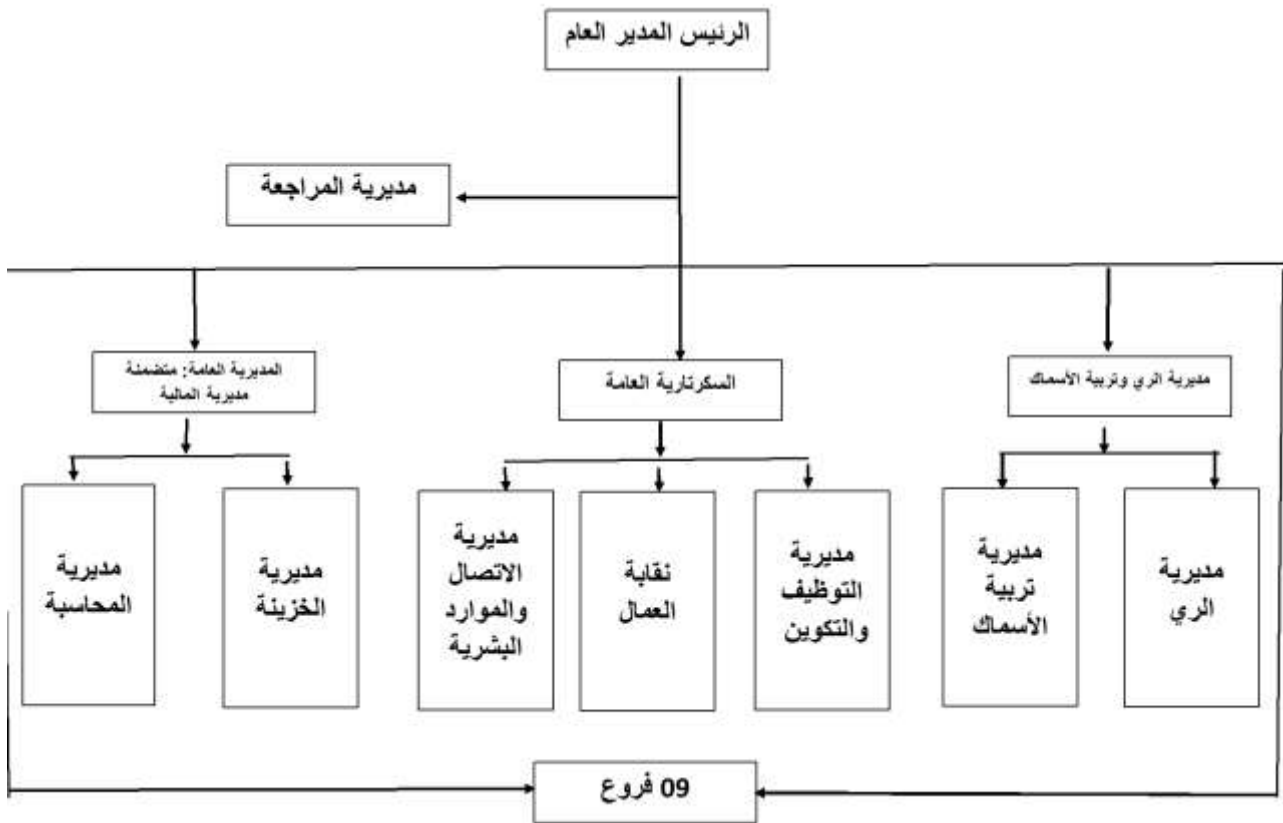 الرئيس المدير العام
مديرية المراجعة
مديرية الري وتربية الأسماك
السكرتارية العامة
المديرية العامة: متضمنة
مديرية المالية
مديرية
الري
مديرية
تربية
الأسماك
مديرية
التوظيف
والتكوين
نقابة
العمال
مديرية
الاتصال
والموارد
البشرية
مديرية
الخزينة
مديرية
المحاسبة
09 فروع